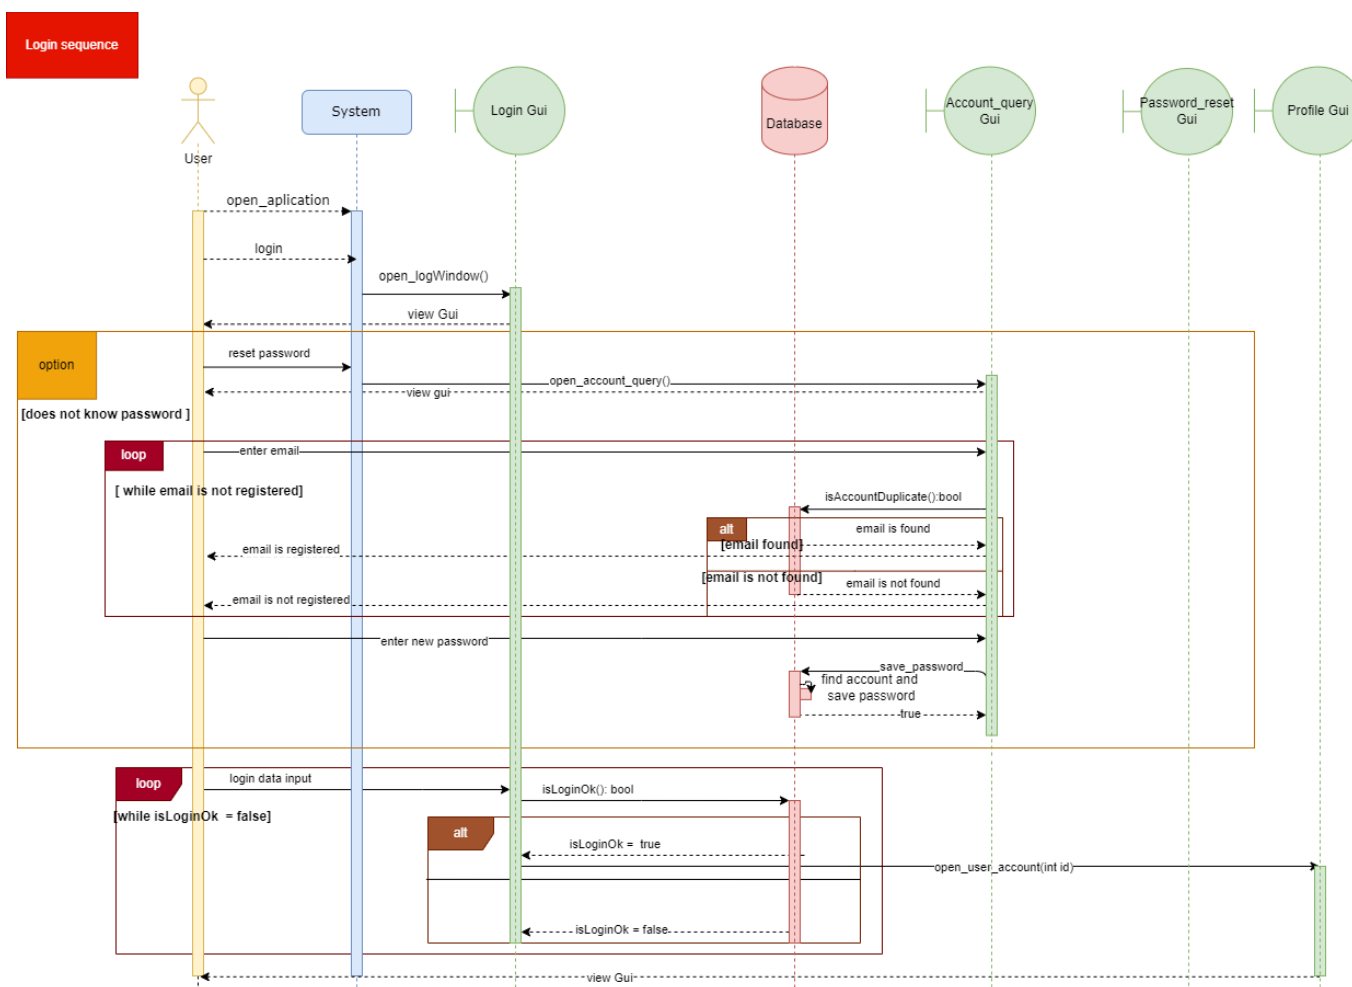 Login sequence
User
System
Login Gui
Database
Account_query
Gui
Password_reset
Gui
Profile Gui
open_aplication
login
open_logWindow()
view Gui
option
reset password
open_account_query()
view gui
[does not know password ]
loop
enter email
[ while email is not registered]
isAccountDuplicate():bool
alt
email is found
[email found]
email is registered
[email is not found]
email is not found
email is not registered
enter new password
save_password
find account and
save password
true
loop
login data input
isLoginOk(): bool
[while isLoginOk  = false]
alt
isLoginOk =  true
open_user_account(int id)
isLoginOk = false
view Gui